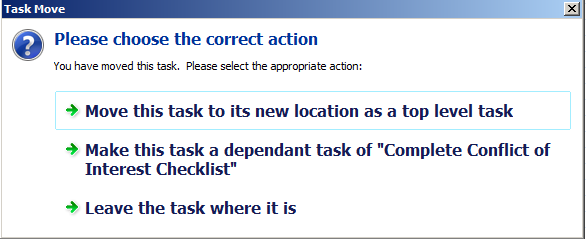 Task Move
Please choose the correct action
You have moved this task.  Please select the appropriate action:
Move this task to its new location as a top level task
Make this task a dependant task of "Complete Conflict of
Interest Checklist"
Leave the task where it is